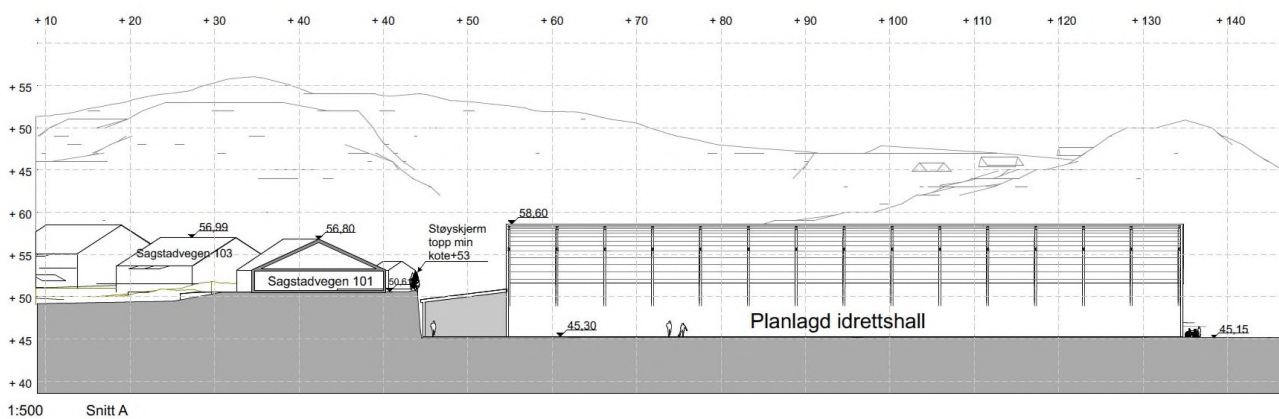 + 10 + 20 + 30 + 40 + 40 + 50 + 60 + 70 + 80 + 90 + 100 + 110 + 120 + 130 + 140
+ 55
+ 50
+ 45
+ 60
58,60
56,99
56,80
Støyskjerm
topp min
kote+53
+ 55
Sagstadvegen 103
Sagstadvegen 101
50,61
+ 50
Planlagd idrettshall
45,30
45,15
+ 45
+ 40
1:500 Snitt A